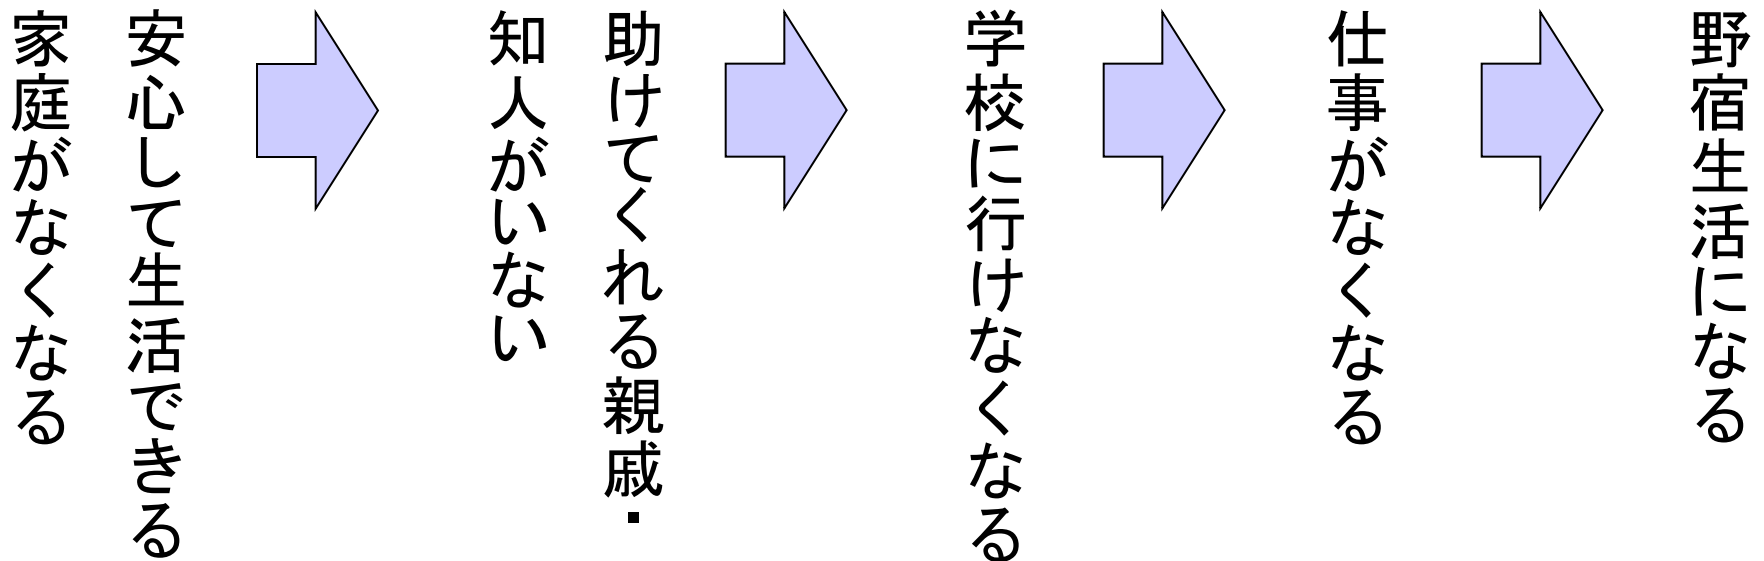 安心して生活できる
家庭がなくなる
助けてくれる親戚・
知人がいない
学校に行けなくなる
仕事がなくなる
野宿生活になる